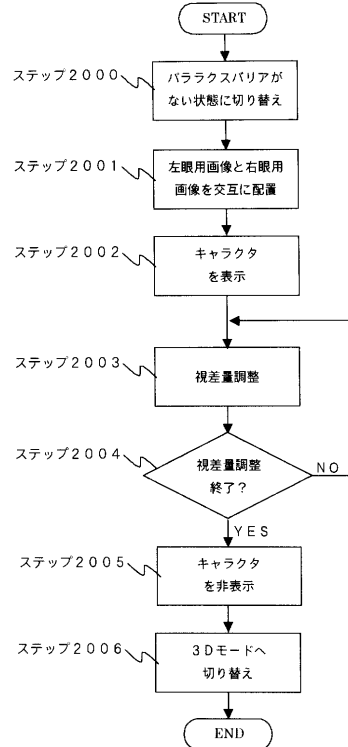 START
ステップ2000
パララクスバリアが
ない状態に切り替え
ステップ2001
左眼用画像と右眼用
画像を交互に配置
ステップ2002
キャラクタ
を表示
ステップ2003
視差量調整
ステップ2004
視差量調整
終了?
NO
YES
ステップ2005
キャラクタ
を非表示
ステップ2006
3Dモードへ
切り替え
END